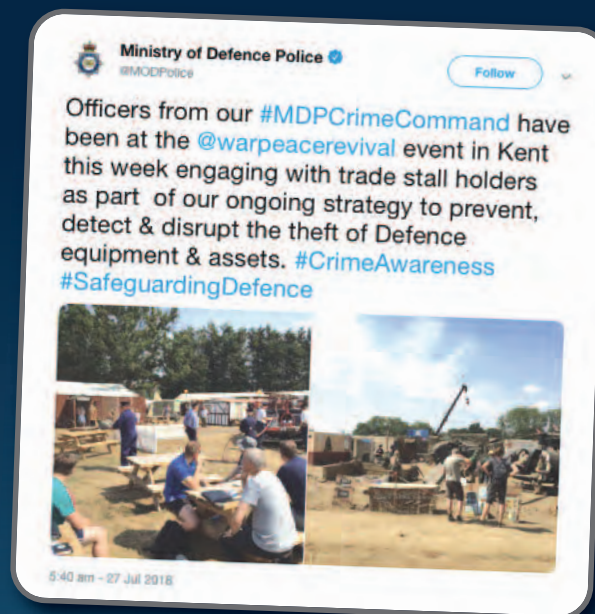 Ministry of Defence Police
@MODPolice
Follow
Officers from our #MDPCrimeCommand have
been at the @warpeacerevival event in Kent
this week engaging with trade stall holders
as part of our ongoing strategy to prevent,
detect & disrupt the theft of Defence
equipment & assets. #CrimeAwareness
#SafeguardingDefence
5:40 am - 27 Jul 2018